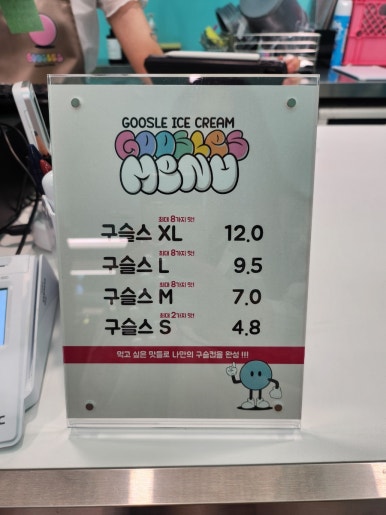 GOOSLE ICE CREAM
GOOSLES
MENU
최대 8가지 맛!
구슬스 XL 12.0
최대 8가지 맛!
구슬스 L 9.5
최대 8가지 맛!
구슬스 M 7.0
최대 2가지 맛!
구슬스 S 4.8
먹고 싶은 맛들로 나만의 구슬컵을 완성 !!!